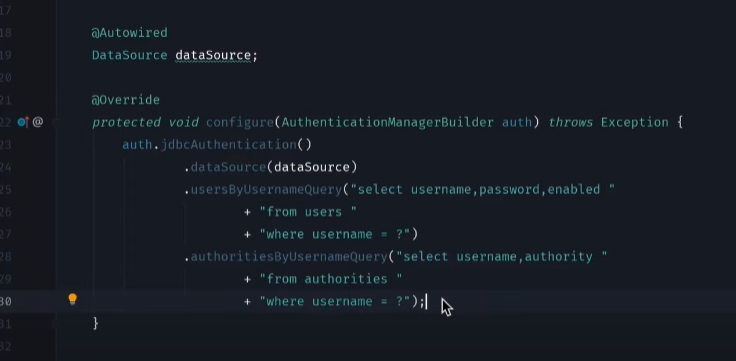 17
18 @Autowired
19 DataSource dataSource;
20
21 @Override
22 @ protected void configure(AuthenticationManagerBuilder auth) throws Exception {
23 auth.jdbcAuthentication()
24 .dataSource(dataSource)
25 .usersByUsernameQuery("select username,password,enabled "
26 + "from users "
27 + "where username = ?")
28 .authoritiesByUsernameQuery("select username,authority "
29 + "from authorities "
30 + "where username = ?");
31 }
32